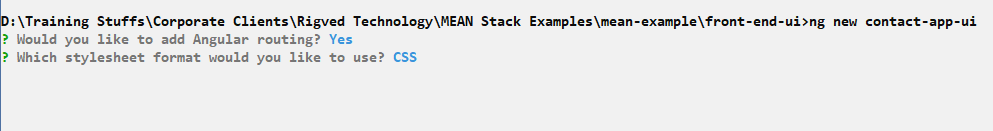 D:\Training Stuffs\Corporate Clients\Rigved Technology\MEAN Stack Examples\mean-example\front-end-ui>ng new contact-app-ui
? Would you like to add Angular routing? Yes
? Which stylesheet format would you like to use? CSS